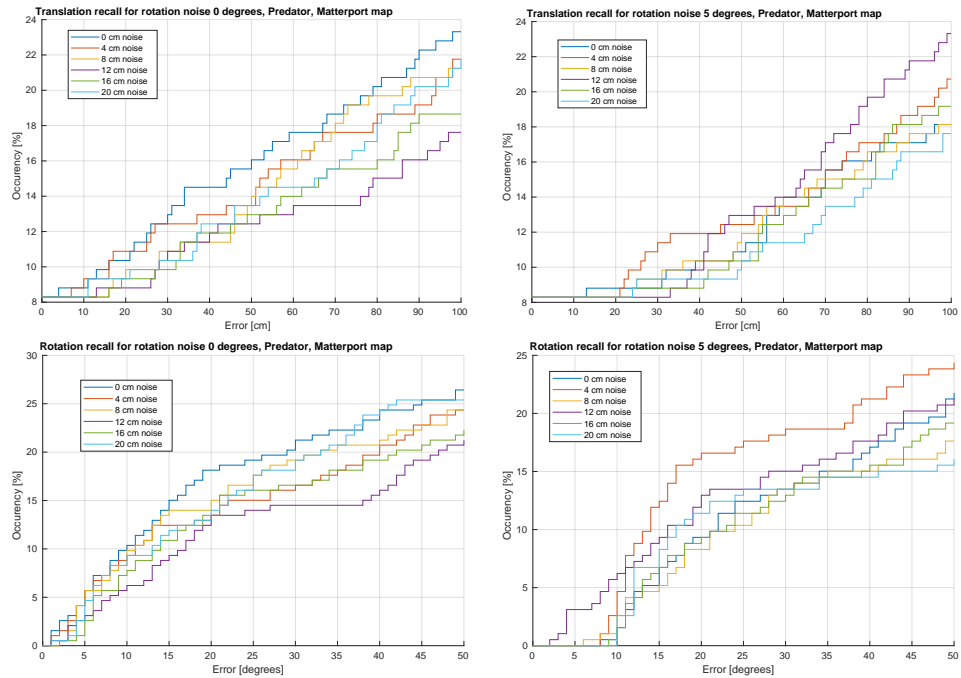 Translation recall for rotation noise 0 degrees, Predator, Matterport map
24
22
20
18
16
14
12
10
8
Occurency [%]
0 cm noise
4 cm noise
8 cm noise
12 cm noise
16 cm noise
20 cm noise
0 10 20 30 40 50 60 70 80 90 100
Error [cm]
Translation recall for rotation noise 5 degrees, Predator, Matterport map
24
22
20
18
16
14
12
10
8
Occurency [%]
0 cm noise
4 cm noise
8 cm noise
12 cm noise
16 cm noise
20 cm noise
0 10 20 30 40 50 60 70 80 90 100
Error [cm]
Rotation recall for rotation noise 0 degrees, Predator, Matterport map
30
25
20
15
10
5
0
Occurency [%]
0 cm noise
4 cm noise
8 cm noise
12 cm noise
16 cm noise
20 cm noise
0 5 10 15 20 25 30 35 40 45 50
Error [degrees]
Rotation recall for rotation noise 5 degrees, Predator, Matterport map
25
20
15
10
5
0
Occurency [%]
0 cm noise
4 cm noise
8 cm noise
12 cm noise
16 cm noise
20 cm noise
0 5 10 15 20 25 30 35 40 45 50
Error [degrees]